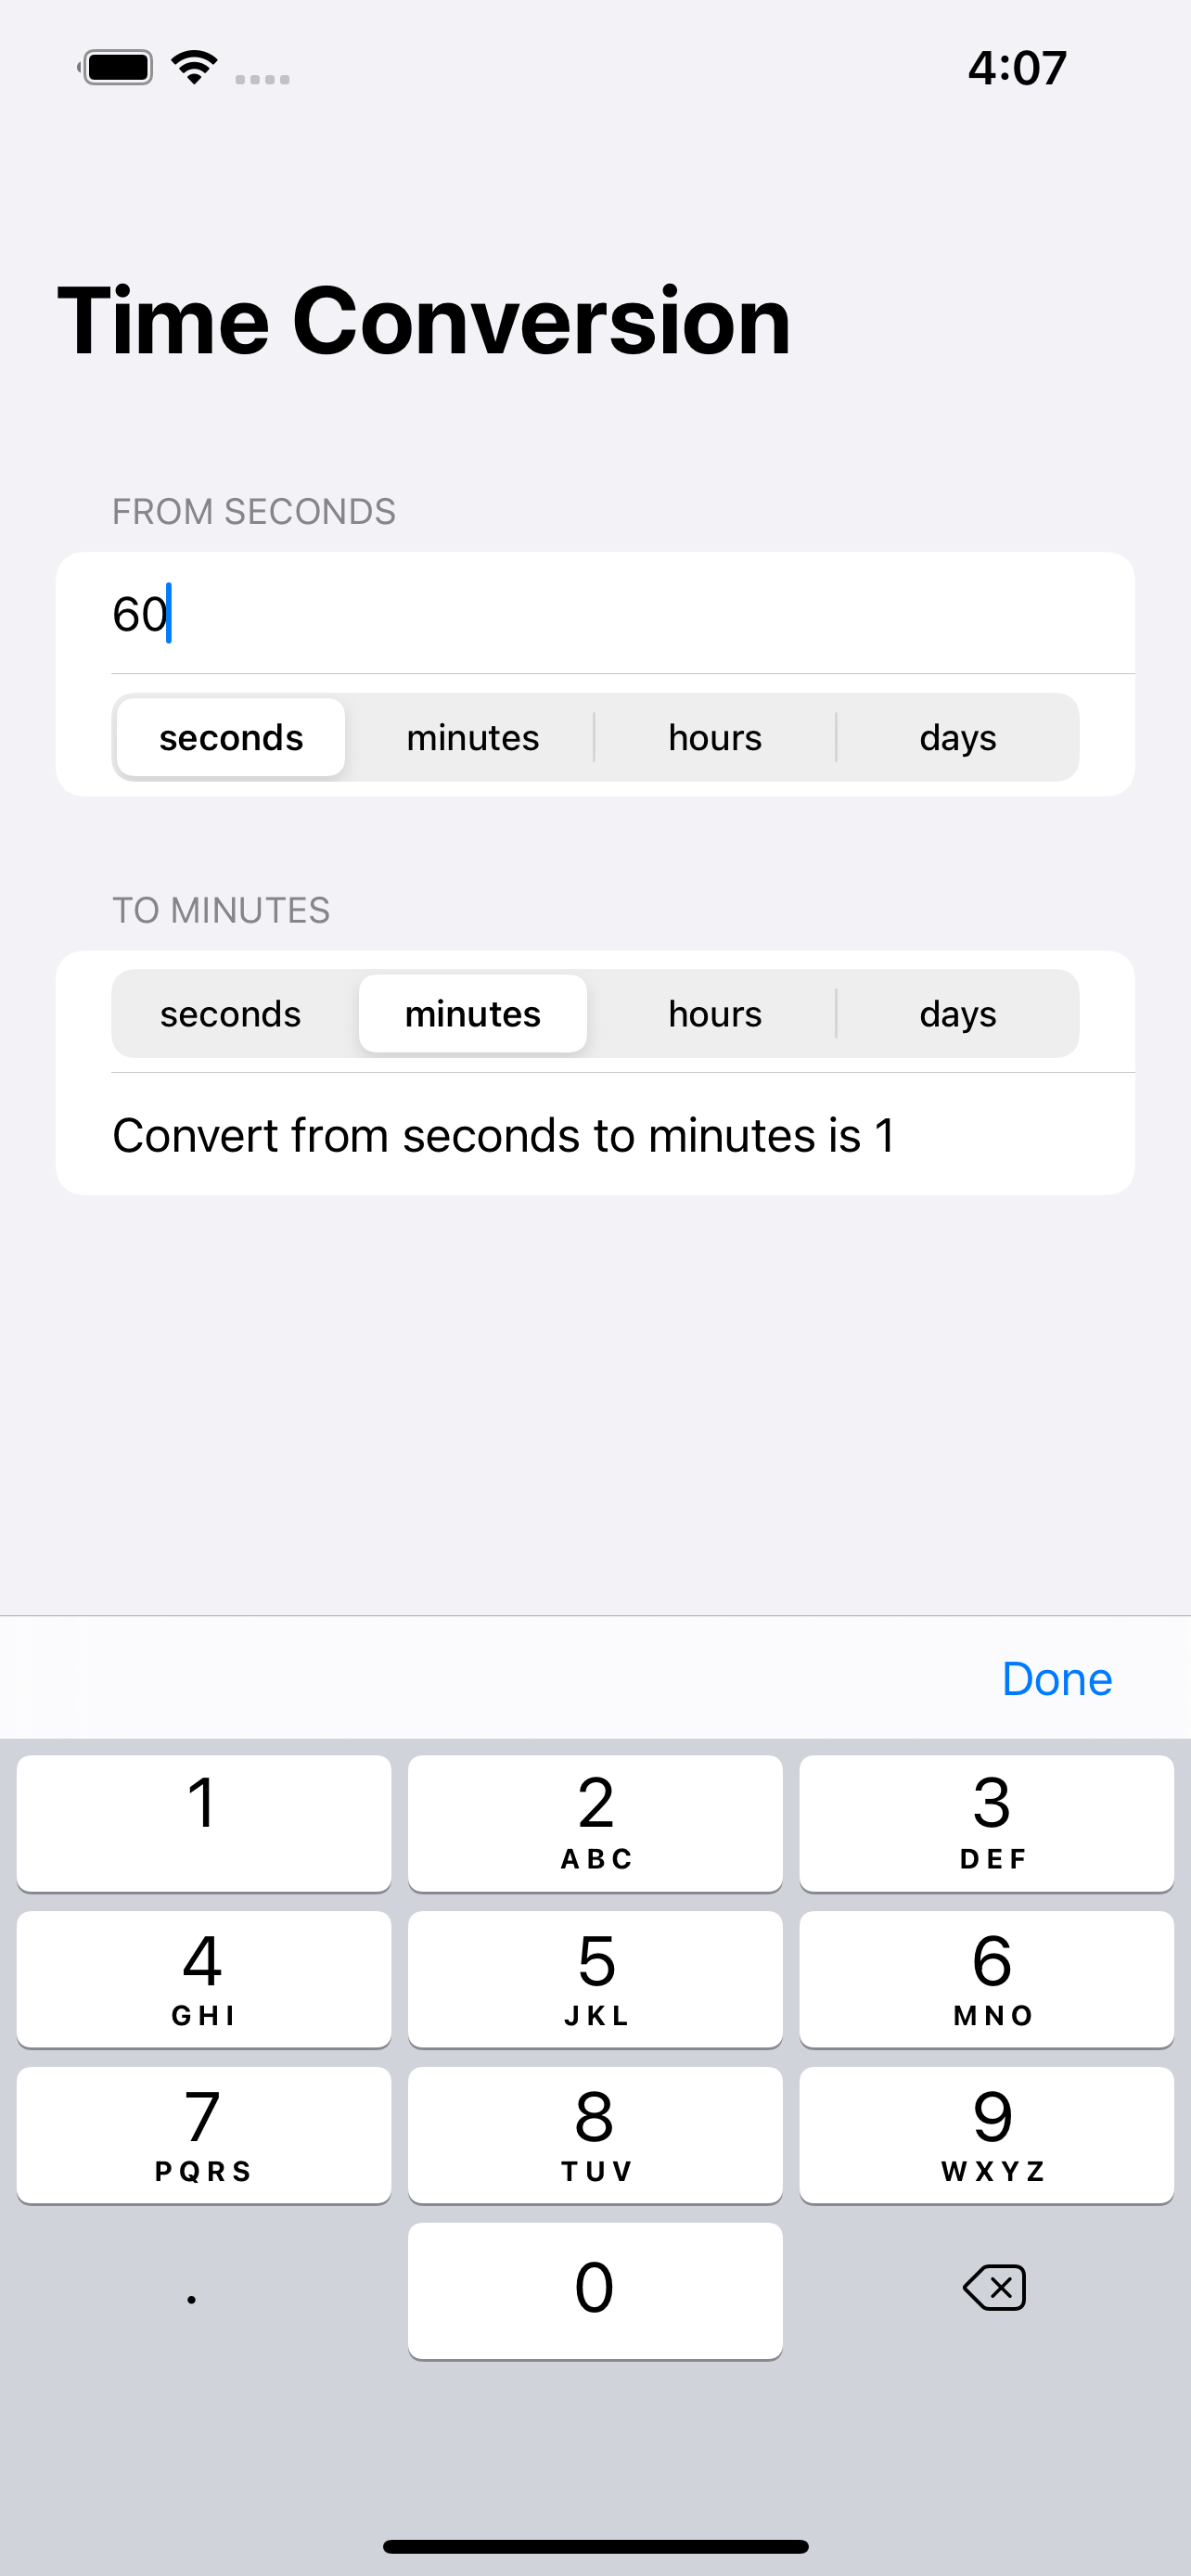 4:07
Time Conversion
FROM SECONDS
60
seconds minutes hours days
TO MINUTES
seconds minutes hours days
Convert from seconds to minutes is 1
Done
1 2 3
ABC DEF
4 5 6
GHI JKL MNO
7 8 9
PQRS TUV WXYZ
. 0